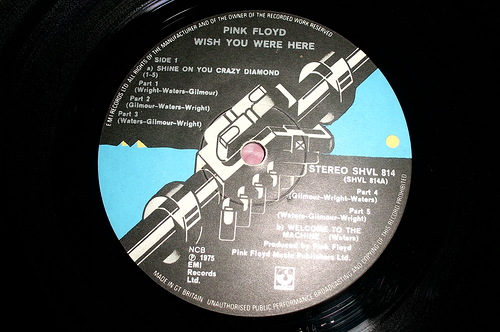 EMI RECORDS LTD ALL RIGHTS OF THE MANUFACTURER AND OF THE OWNER OF THE RECORDED WORK RESERVED
PINK FLOYD
WISH YOU WERE HERE
SIDE 1
a) SHINE ON YOU CRAZY DIAMOND
(1-5)
Part 1
(Wright-Waters-Gilmour)
Part 2
(Gilmour-Waters-Wright)
Part 3
(Waters-Gilmour-Wright)
STEREO SHVL 814
(SHVL 814A)
Part 4
(Gilmour-Wright-Waters)
Part 5
(Waters-Gilmour-Wright)
b) WELCOME TO THE
MACHINE (Waters)
Produced by Pink Floyd
Pink Floyd Music Publishers Ltd.
NCB
℗ 1975
EMI
Records
Ltd.
MADE IN GT BRITAIN UNAUTHORISED PUBLIC PERFORMANCE BROADCASTING AND COPYING OF THIS RECORD PROHIBITED